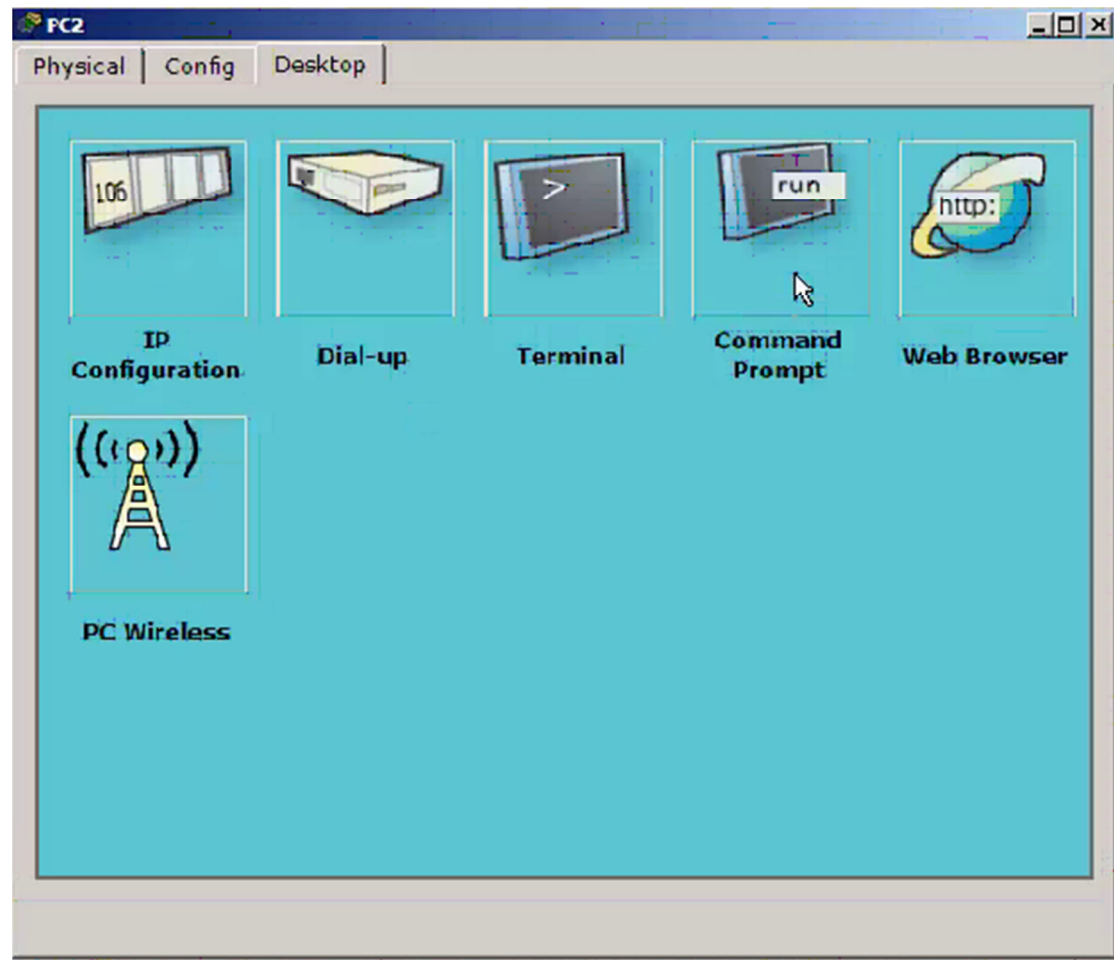 PC2
Physical Config Desktop
106
>
run
http:
IP
Configuration
Dial-up
Terminal
Command
Prompt
Web Browser
PC Wireless